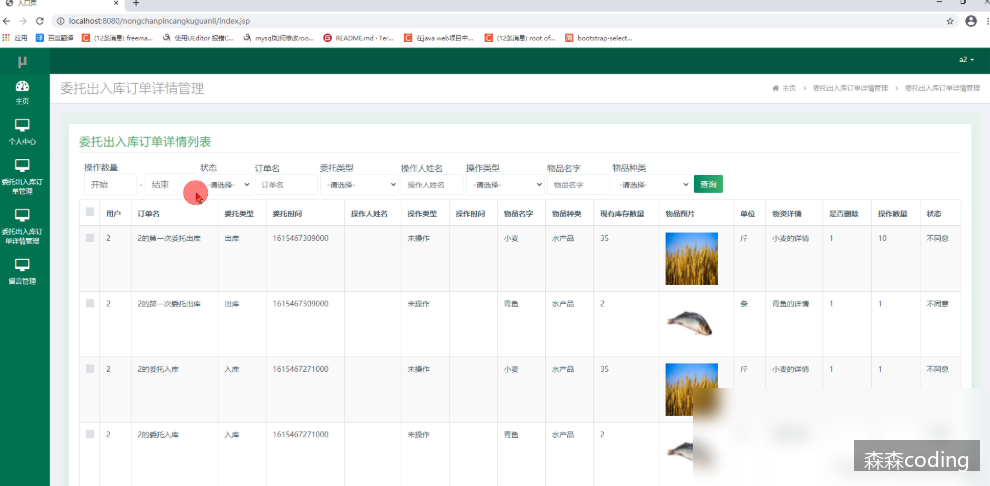 入口页
localhost:8080/nongchanpincangkuguanli/index.jsp
应用 百度翻译 (12条消息) freema... 使用UEditor 报错C... mysql如何修改roo... README.md · Ter... 在java web项目中... (12条消息) root of... bootstrap-select...
μ a2
主页
个人中心
委托出入库订单管理
委托出入库订单详情管理
留言管理
委托出入库订单详情管理 主页 > 委托出入库订单详情管理 > 委托出入库订单详情管理
委托出入库订单详情列表
操作数量 状态 订单名 委托类型 操作人姓名 操作类型 物品名字 物品种类
开始 - 结束 -请选择- 订单名 -请选择- 操作人姓名 -请选择- 物品名字 -请选择- 查询
用户 订单名 委托类型 委托时间 操作人姓名 操作类型 操作时间 物品名字 物品种类 现有库存数量 物品图片 单位 物资详情 是否删除 操作数量 状态
2 2的第一次委托出库 出库 1615467309000 未操作 小麦 水产品 35 斤 小麦的详情 1 10 不同意
2 2的第一次委托出库 出库 1615467309000 未操作 青鱼 水产品 2 条 青鱼的详情 1 1 不同意
2 2的委托入库 入库 1615467271000 未操作 小麦 水产品 35 斤 小麦的详情 1 1 不同意
2 2的委托入库 入库 1615467271000 未操作 青鱼 水产品 2
森森coding